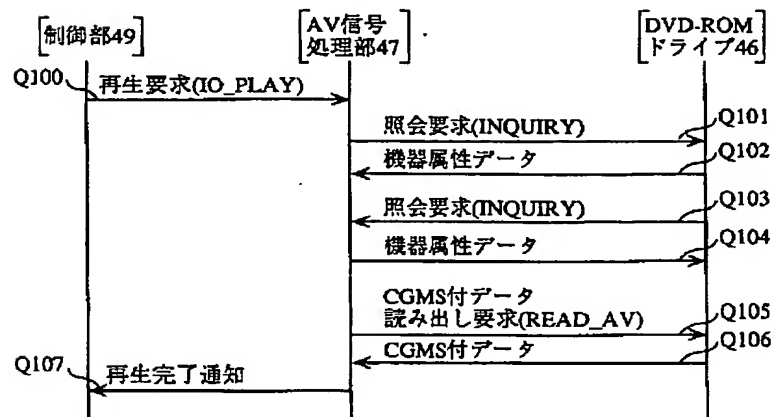 制御部49
AV信号
処理部47
DVD-ROM
ドライブ46
Q100
再生要求(IO_PLAY)
照会要求(INQUIRY)
Q101
機器属性データ
Q102
照会要求(INQUIRY)
Q103
機器属性データ
Q104
CGMS付データ
読み出し要求(READ_AV)
Q105
CGMS付データ
Q106
Q107
再生完了通知